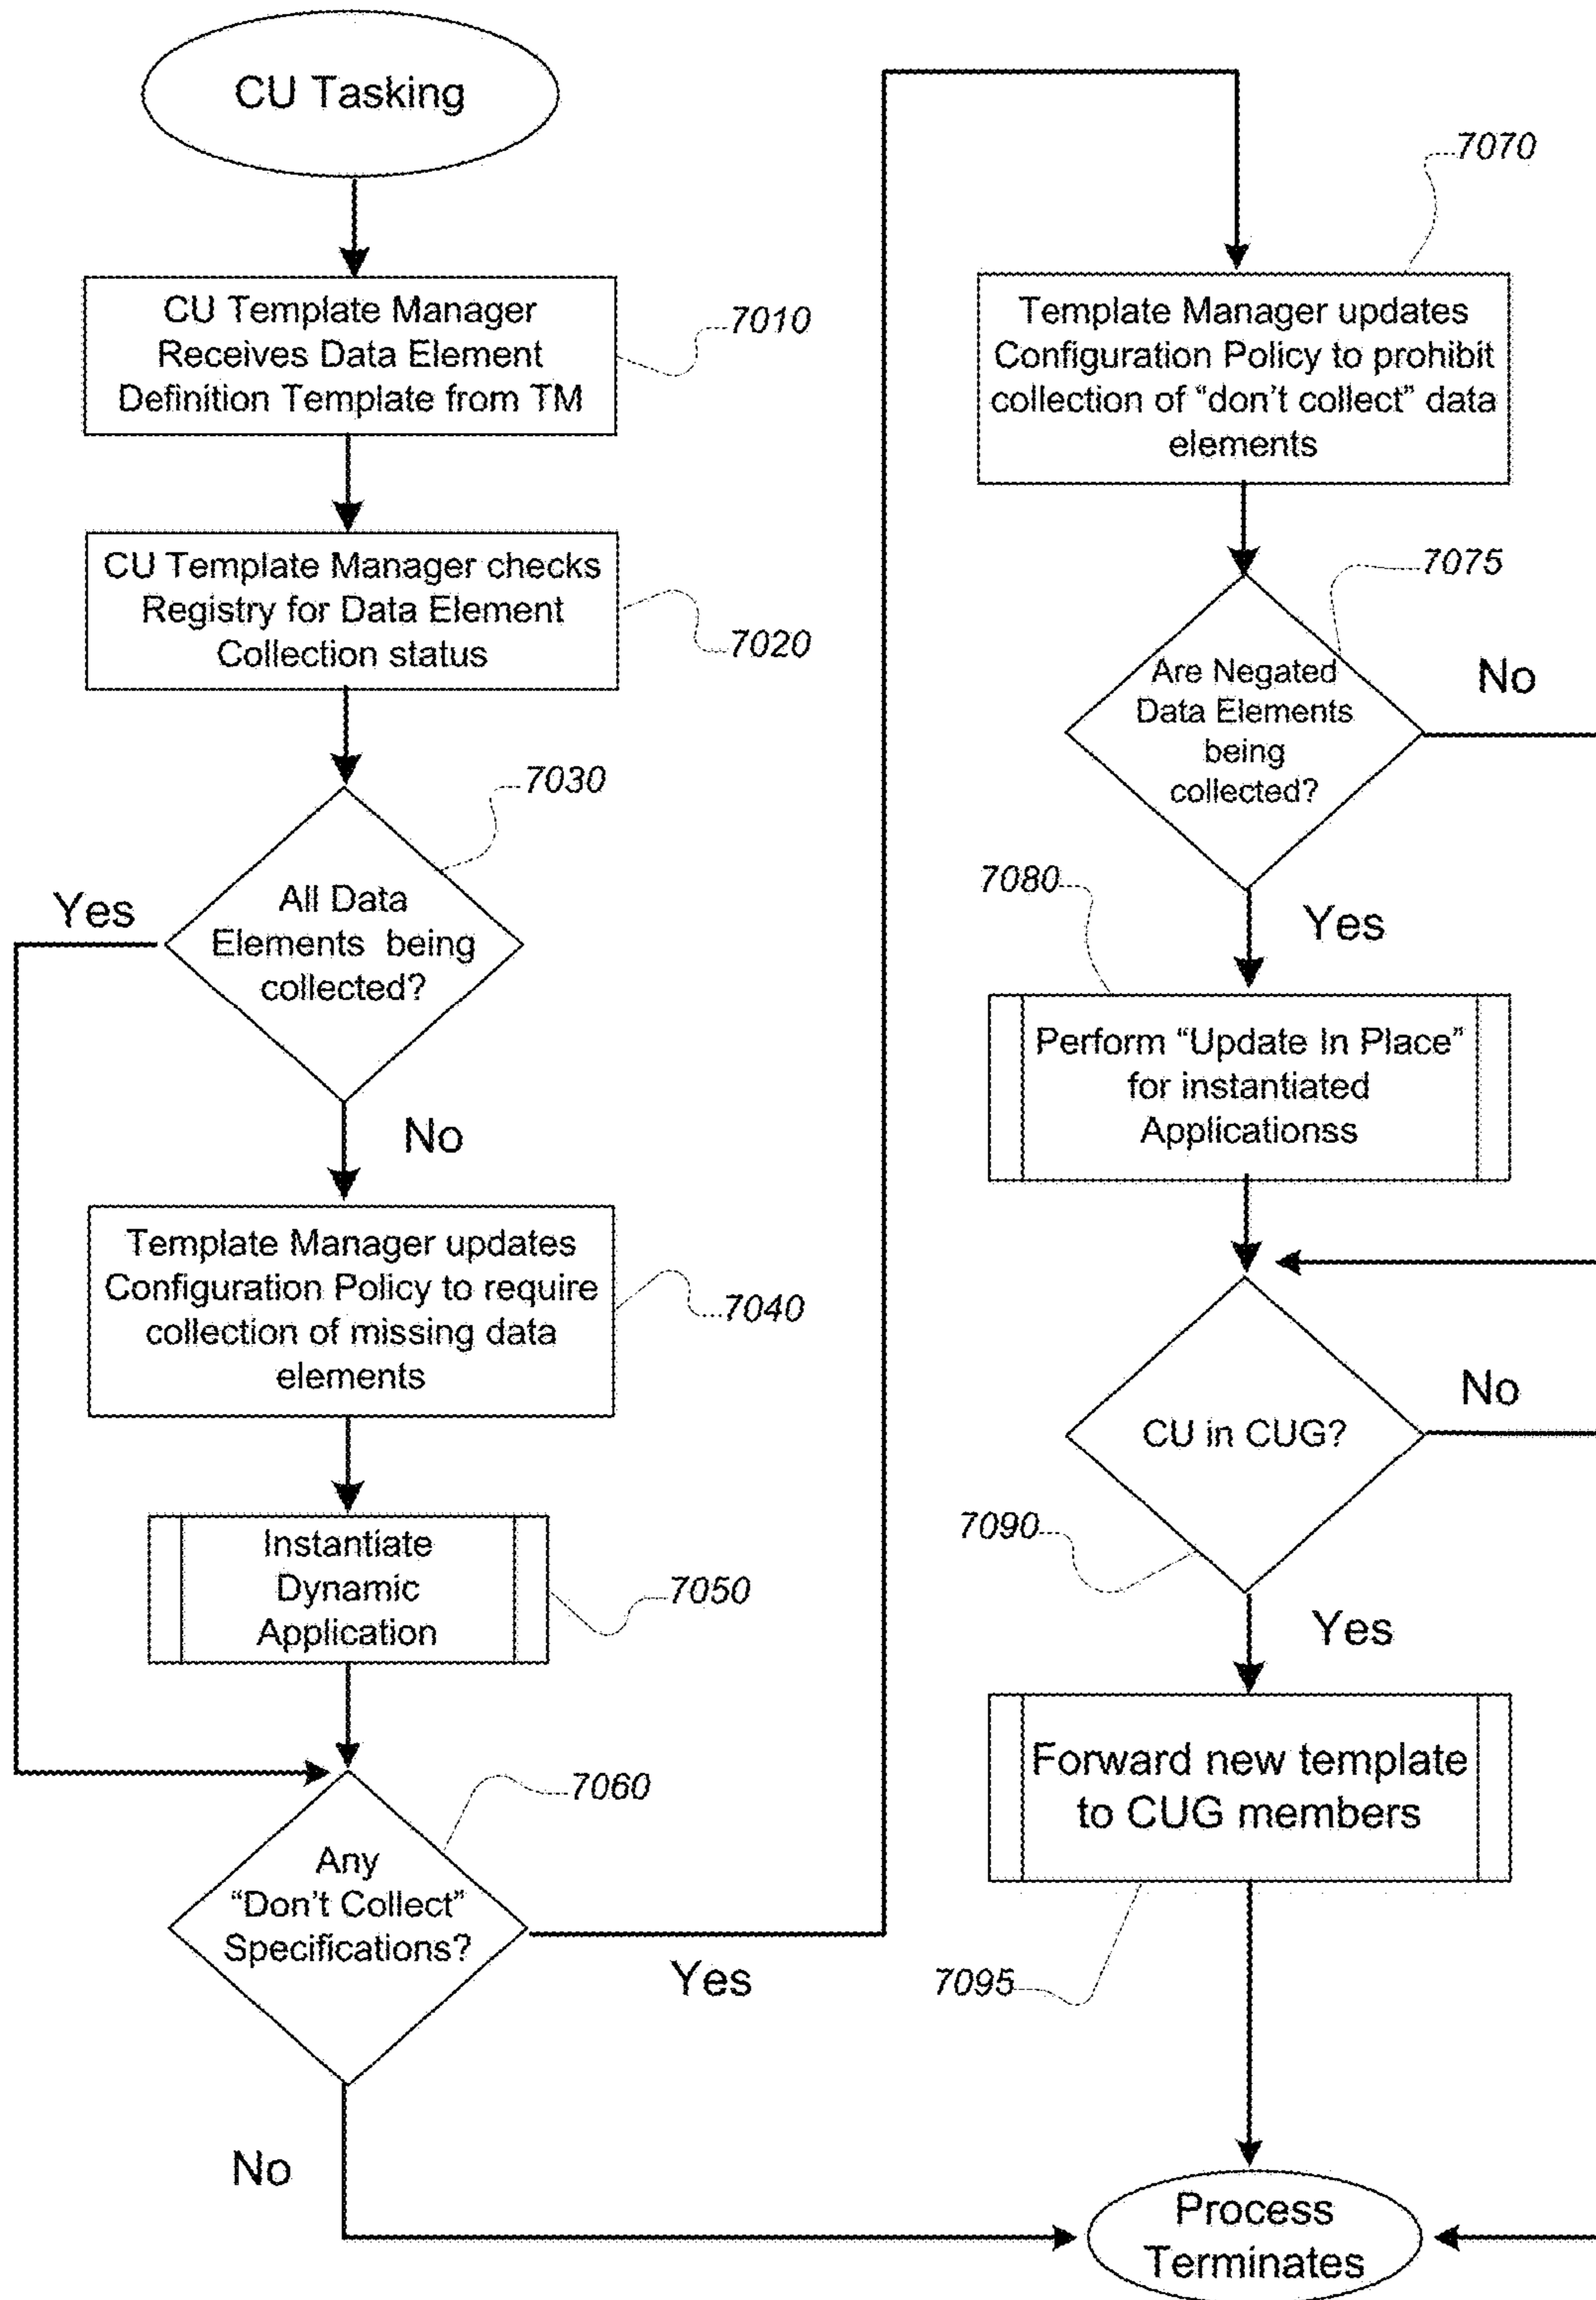 CU Tasking
CU Template Manager
Receives Data Element
Definition Template from TM
7010
CU Template Manager checks
Registry for Data Element
Collection status
7020
7030
All Data
Elements being
collected?
Yes
No
Template Manager updates
Configuration Policy to require
collection of missing data
elements
7040
Instantiate
Dynamic
Application
7050
7060
Any
“Don’t Collect”
Specifications?
Yes
No
7070
Template Manager updates
Configuration Policy to prohibit
collection of “don’t collect” data
elements
7075
Are Negated
Data Elements
being
collected?
No
7080
Yes
Perform “Update In Place”
for instantiated
Applicationss
CU in CUG?
No
7090
Yes
Forward new template
to CUG members
7095
Process
Terminates